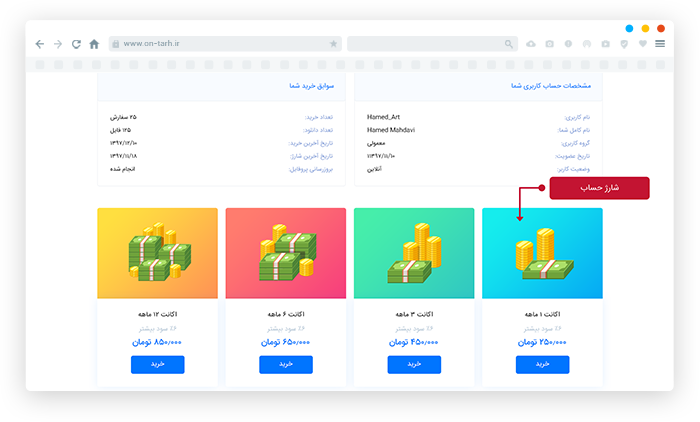 www.on-tarh.ir
مشخصات حساب کاربری شما
نام کاربری: Hamed_Art
نام کامل شما: Hamed Mahdavi
گروه کاربری: معمولی
تاریخ عضویت: ۱۳۹۷/۱۱/۱۰
وضعیت کاربر: آنلاین
سوابق خرید شما
تعداد خرید: ۲۵ سفارش
تعداد دانلود: ۱۲۵ فایل
تاریخ آخرین خرید: ۱۳۹۷/۱۲/۱۰
تاریخ آخرین شارژ: ۱۳۹۷/۱۱/۱۸
بروزرسانی پروفایل: انجام شده
شارژ حساب
اکانت ۱ ماهه
٪۶ سود بیشتر
۲۵۰٫۰۰۰ تومان
خرید
اکانت ۳ ماهه
٪۶ سود بیشتر
۴۵۰٫۰۰۰ تومان
خرید
اکانت ۶ ماهه
٪۶ سود بیشتر
۶۵۰٫۰۰۰ تومان
خرید
اکانت ۱۲ ماهه
٪۶ سود بیشتر
۸۵۰٫۰۰۰ تومان
خرید